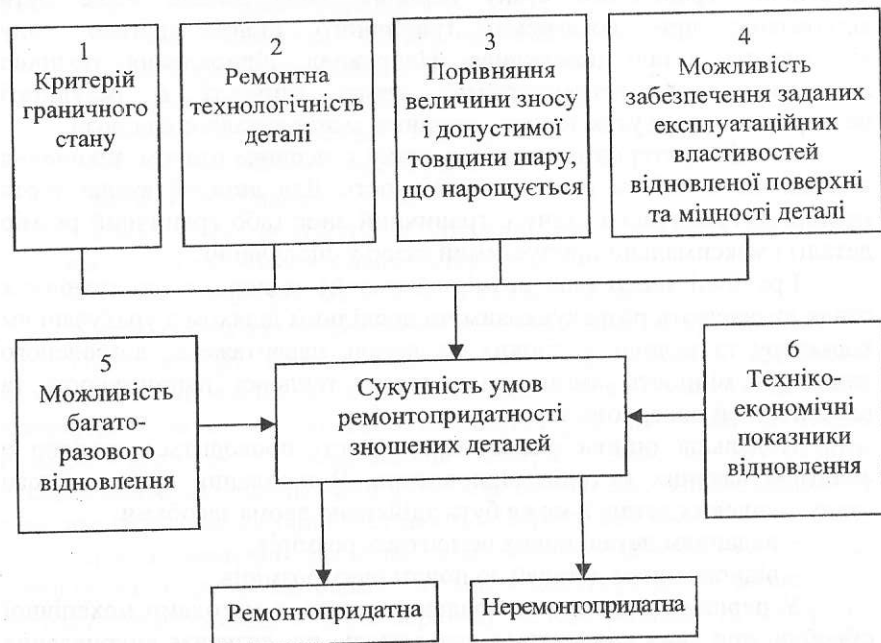 1
Критерій
граничного
стану
2
Ремонтна
технологічність
деталі
3
Порівняння
величини зносу
і допустимої
товщини шару,
що нарощується
4
Можливість
забезпечення заданих
експлуатаційних
властивостей
відновленої поверхні
та міцності деталі
5
Можливість
багато-
разового
відновлення
Сукупність умов
ремонтопридатності
зношених деталей
6
Техніко-
економічні
показники
відновлення
Ремонтопридатна
Неремонтопридатна